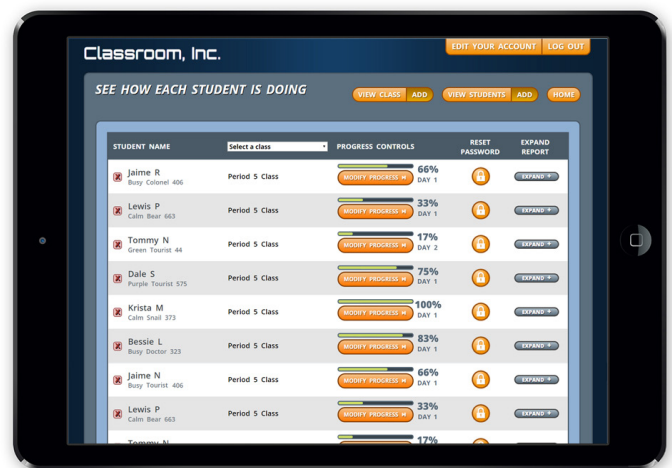 Classroom, Inc.
EDIT YOUR ACCOUNT LOG OUT
SEE HOW EACH STUDENT IS DOING
VIEW CLASS ADD VIEW STUDENTS ADD HOME
STUDENT NAME Select a class PROGRESS CONTROLS RESET PASSWORD EXPAND REPORT
Jaime R
Busy Colonel 406
Period 5 Class
MODIFY PROGRESS
66%
DAY 1
EXPAND +
Lewis P
Calm Bear 663
Period 5 Class
MODIFY PROGRESS
33%
DAY 1
EXPAND +
Tommy N
Green Tourist 44
Period 5 Class
MODIFY PROGRESS
17%
DAY 2
EXPAND +
Dale S
Purple Tourist 575
Period 5 Class
MODIFY PROGRESS
75%
DAY 1
EXPAND +
Krista M
Calm Snail 373
Period 5 Class
MODIFY PROGRESS
100%
DAY 1
EXPAND +
Bessie L
Busy Doctor 323
Period 5 Class
MODIFY PROGRESS
83%
DAY 1
EXPAND +
Jaime N
Busy Tourist 406
Period 5 Class
MODIFY PROGRESS
66%
DAY 1
EXPAND +
Lewis P
Calm Bear 663
Period 5 Class
MODIFY PROGRESS
33%
DAY 1
EXPAND +
Tommy N
17%